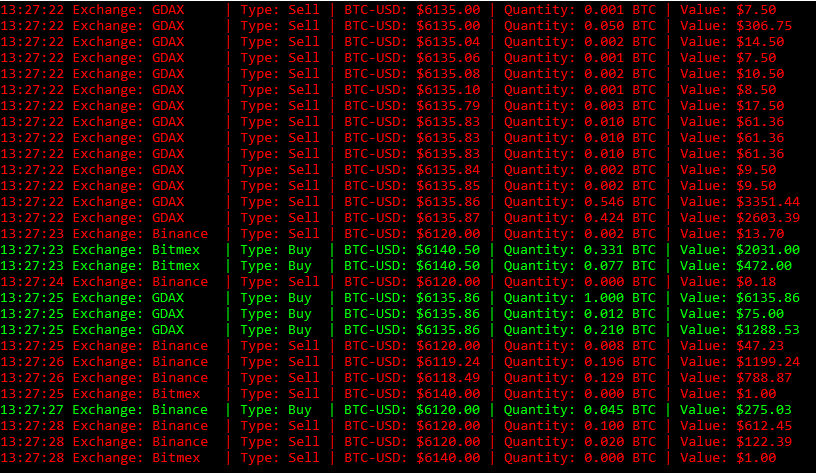 13:27:22 Exchange: GDAX | Type: Sell | BTC-USD: $6135.00 | Quantity: 0.001 BTC | Value: $7.50
13:27:22 Exchange: GDAX | Type: Sell | BTC-USD: $6135.00 | Quantity: 0.050 BTC | Value: $306.75
13:27:22 Exchange: GDAX | Type: Sell | BTC-USD: $6135.04 | Quantity: 0.002 BTC | Value: $14.50
13:27:22 Exchange: GDAX | Type: Sell | BTC-USD: $6135.06 | Quantity: 0.001 BTC | Value: $7.50
13:27:22 Exchange: GDAX | Type: Sell | BTC-USD: $6135.08 | Quantity: 0.002 BTC | Value: $10.50
13:27:22 Exchange: GDAX | Type: Sell | BTC-USD: $6135.10 | Quantity: 0.001 BTC | Value: $8.50
13:27:22 Exchange: GDAX | Type: Sell | BTC-USD: $6135.79 | Quantity: 0.003 BTC | Value: $17.50
13:27:22 Exchange: GDAX | Type: Sell | BTC-USD: $6135.83 | Quantity: 0.010 BTC | Value: $61.36
13:27:22 Exchange: GDAX | Type: Sell | BTC-USD: $6135.83 | Quantity: 0.010 BTC | Value: $61.36
13:27:22 Exchange: GDAX | Type: Sell | BTC-USD: $6135.83 | Quantity: 0.010 BTC | Value: $61.36
13:27:22 Exchange: GDAX | Type: Sell | BTC-USD: $6135.84 | Quantity: 0.002 BTC | Value: $9.50
13:27:22 Exchange: GDAX | Type: Sell | BTC-USD: $6135.85 | Quantity: 0.002 BTC | Value: $9.50
13:27:22 Exchange: GDAX | Type: Sell | BTC-USD: $6135.86 | Quantity: 0.546 BTC | Value: $3351.44
13:27:22 Exchange: GDAX | Type: Sell | BTC-USD: $6135.87 | Quantity: 0.424 BTC | Value: $2603.39
13:27:23 Exchange: Binance | Type: Sell | BTC-USD: $6120.00 | Quantity: 0.002 BTC | Value: $13.70
13:27:23 Exchange: Bitmex | Type: Buy | BTC-USD: $6140.50 | Quantity: 0.331 BTC | Value: $2031.00
13:27:23 Exchange: Bitmex | Type: Buy | BTC-USD: $6140.50 | Quantity: 0.077 BTC | Value: $472.00
13:27:24 Exchange: Binance | Type: Sell | BTC-USD: $6120.00 | Quantity: 0.000 BTC | Value: $0.18
13:27:25 Exchange: GDAX | Type: Buy | BTC-USD: $6135.86 | Quantity: 1.000 BTC | Value: $6135.86
13:27:25 Exchange: GDAX | Type: Buy | BTC-USD: $6135.86 | Quantity: 0.012 BTC | Value: $75.00
13:27:25 Exchange: GDAX | Type: Buy | BTC-USD: $6135.86 | Quantity: 0.210 BTC | Value: $1288.53
13:27:25 Exchange: Binance | Type: Sell | BTC-USD: $6120.00 | Quantity: 0.008 BTC | Value: $47.23
13:27:26 Exchange: Binance | Type: Sell | BTC-USD: $6119.24 | Quantity: 0.196 BTC | Value: $1199.24
13:27:26 Exchange: Binance | Type: Sell | BTC-USD: $6118.49 | Quantity: 0.129 BTC | Value: $788.87
13:27:25 Exchange: Bitmex | Type: Sell | BTC-USD: $6140.00 | Quantity: 0.000 BTC | Value: $1.00
13:27:27 Exchange: Binance | Type: Buy | BTC-USD: $6120.00 | Quantity: 0.045 BTC | Value: $275.03
13:27:28 Exchange: Binance | Type: Sell | BTC-USD: $6120.00 | Quantity: 0.100 BTC | Value: $612.45
13:27:28 Exchange: Binance | Type: Sell | BTC-USD: $6120.00 | Quantity: 0.020 BTC | Value: $122.39
13:27:28 Exchange: Bitmex | Type: Sell | BTC-USD: $6140.00 | Quantity: 0.000 BTC | Value: $1.00